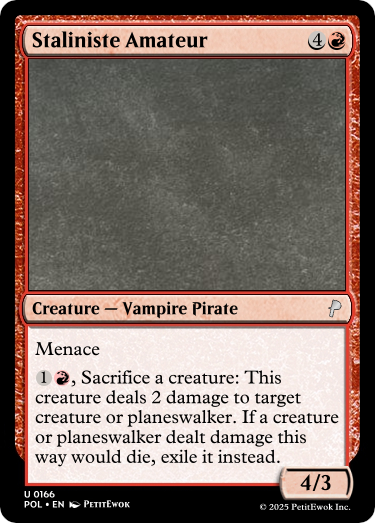 Staliniste Amateur 4
Creature — Vampire Pirate
Menace
1, Sacrifice a creature: This
creature deals 2 damage to target
creature or planeswalker. If a creature
or planeswalker dealt damage this
way would die, exile it instead.
4/3
U 0166
POL • EN PetitEwok
© 2025 PetitEwok Inc.